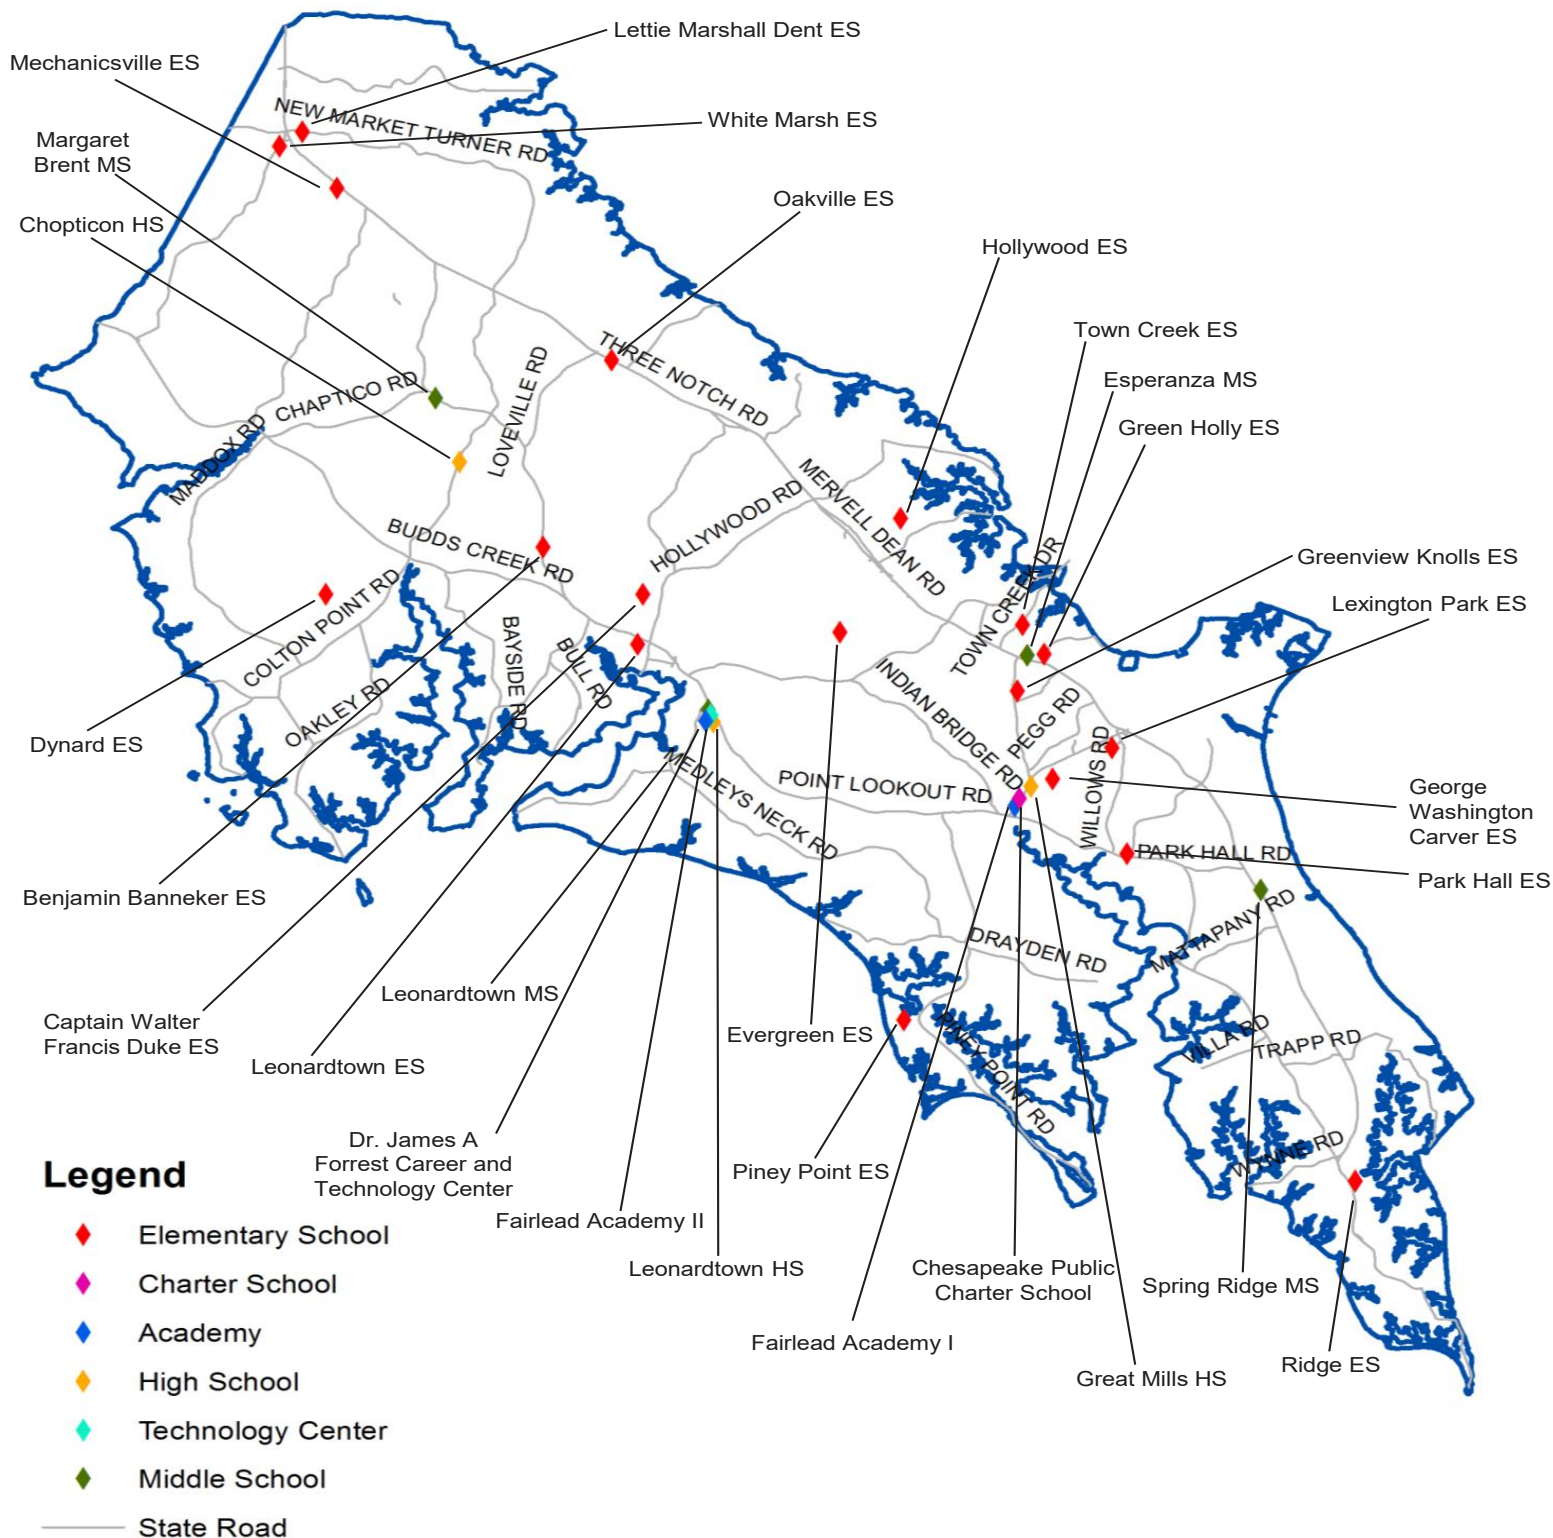 Lettie Marshall Dent ES
Mechanicsville ES
NEW MARKET TURNER RD
White Marsh ES
Margaret
Brent MS
Oakville ES
Chopticon HS
Hollywood ES
Town Creek ES
THREE NOTCH RD
LOVEVILLE RD
Esperanza MS
CHAPTICO RD
Green Holly ES
MADDOX RD
MERVELL DEAN RD
HOLLYWOOD RD
BUDDS CREEK RD
TOWN CREEK DR
Greenview Knolls ES
Lexington Park ES
COLTON POINT RD
BAYSIDE RD
BULL RD
INDIAN BRIDGE RD
OAKLEY RD
PEGG RD
Dynard ES
WILLOWS RD
MEDLEYS NECK RD
POINT LOOKOUT RD
George
Washington
Carver ES
PARK HALL RD
Park Hall ES
Benjamin Banneker ES
MATTAPANY RD
DRAYDEN RD
Leonardtown MS
Captain Walter
Francis Duke ES
Evergreen ES
VILLA RD
TRAPP RD
Leonardtown ES
PINEY POINT RD
Dr. James A
Forrest Career and
Technology Center
WYNNE RD
Piney Point ES
Fairlead Academy II
Leonardtown HS
Chesapeake Public
Charter School
Spring Ridge MS
Fairlead Academy I
Ridge ES
Great Mills HS
Legend
Elementary School
Charter School
Academy
High School
Technology Center
Middle School
State Road